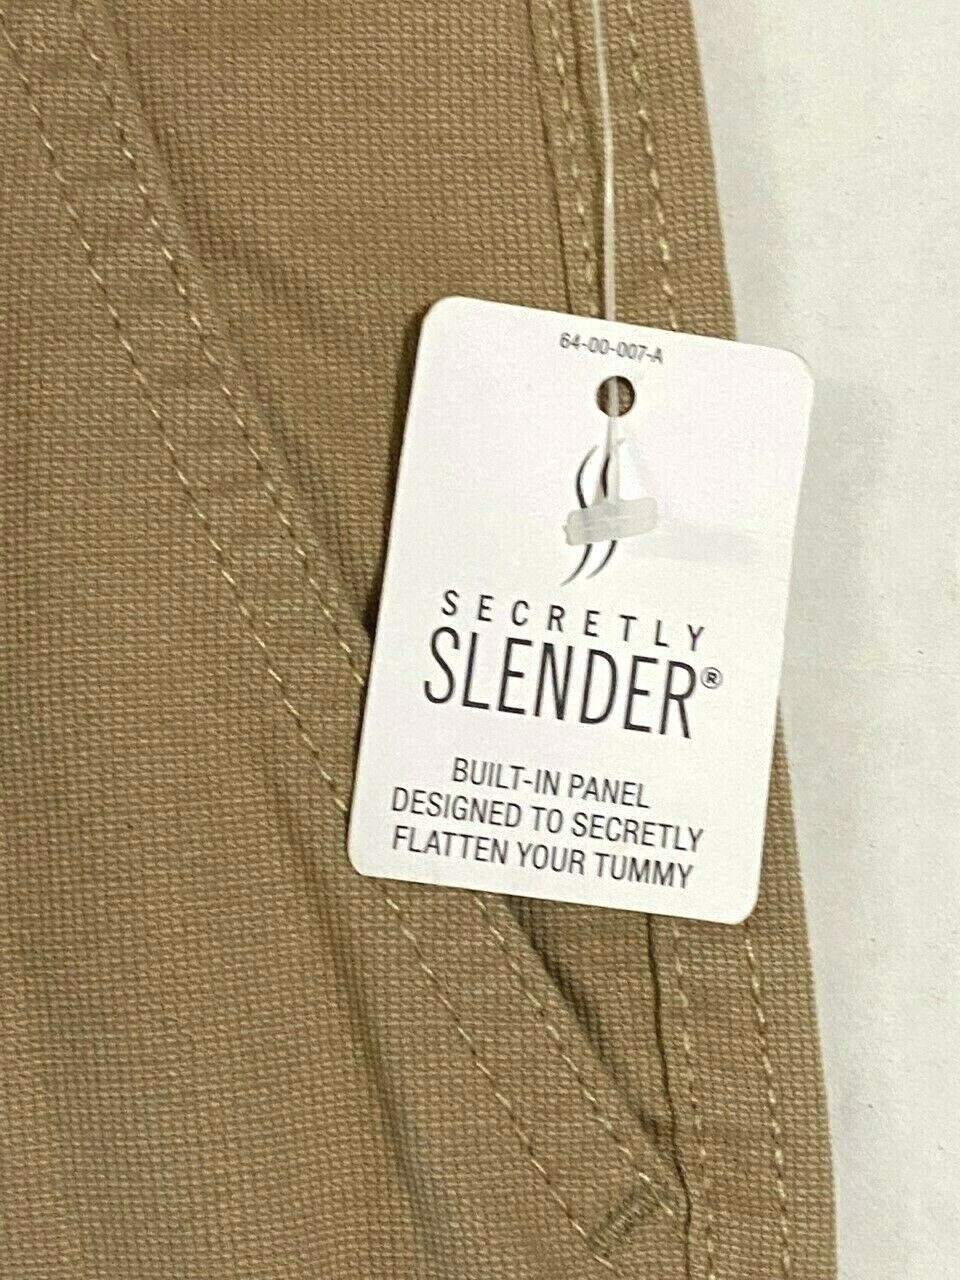 64-00-007-A
SECRETLY
SLENDER®
BUILT-IN PANEL
DESIGNED TO SECRETLY
FLATTEN YOUR TUMMY